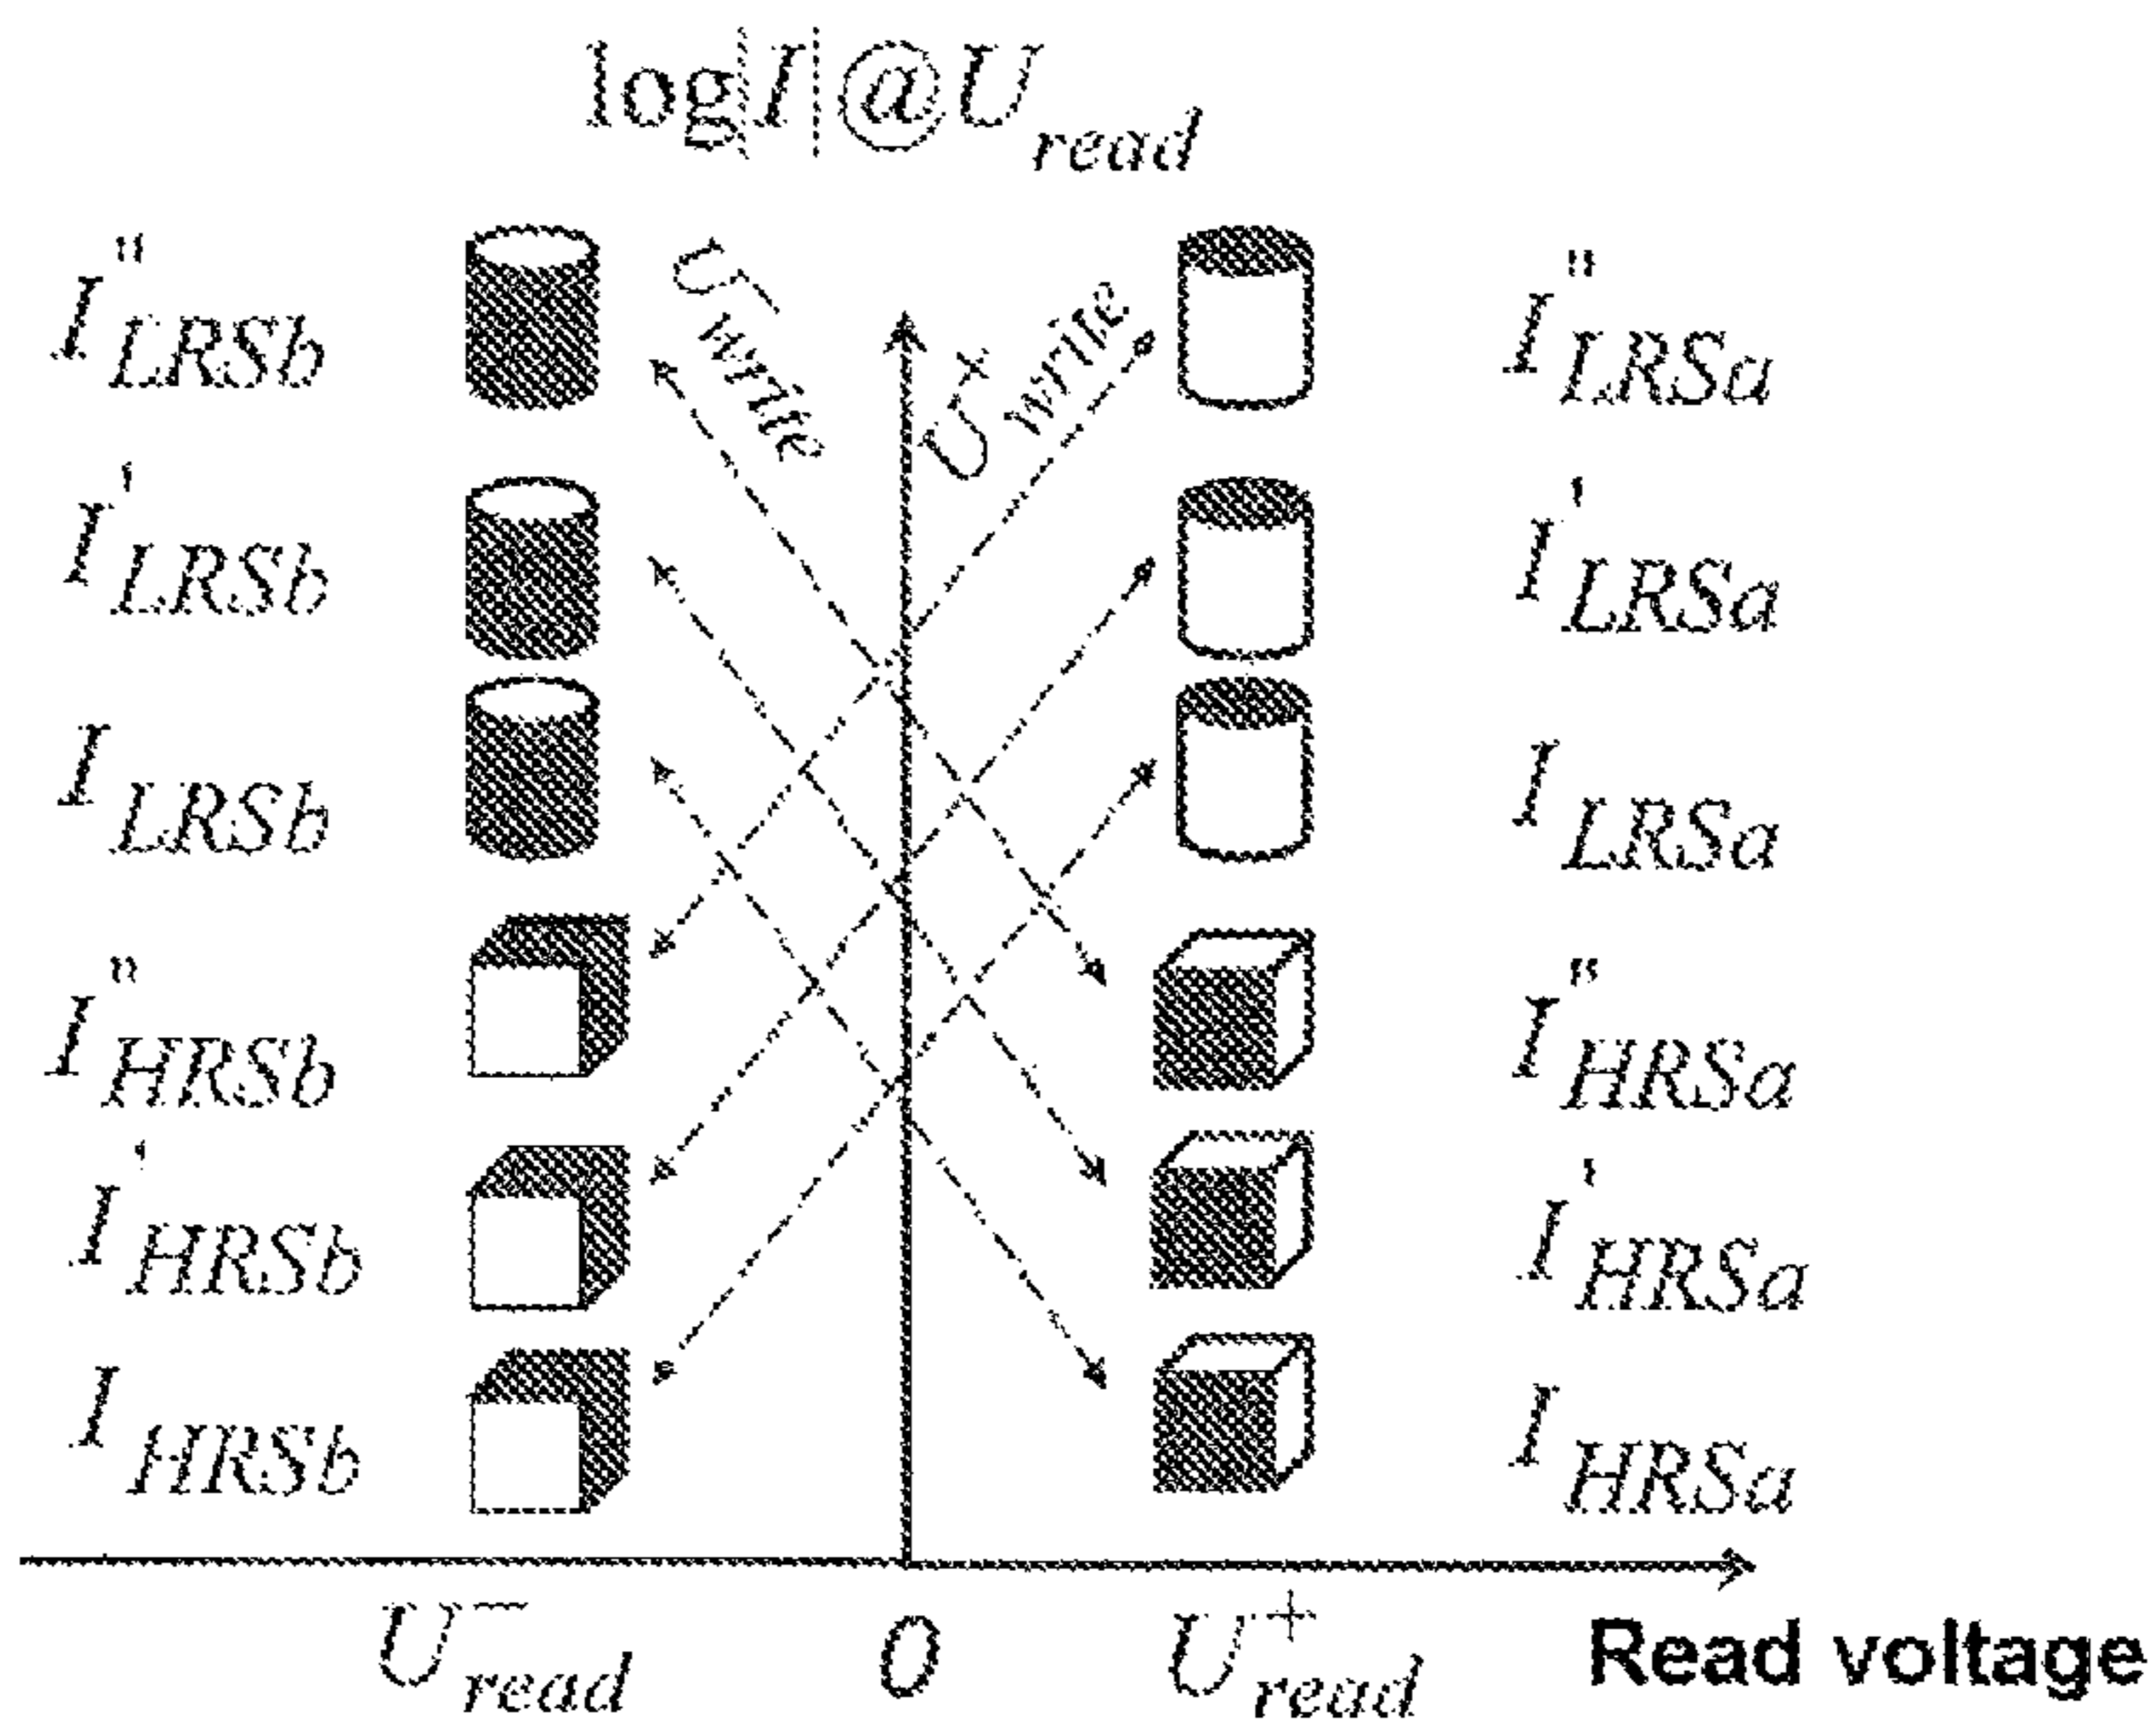 log|I|@U_read
I''_LRSb U^-_write U^+_write I''_LRSa
I'_LRSb I'_LRSa
I_LRSb I_LRSa
I''_HRSb I''_HRSa
I'_HRSb I'_HRSa
I_HRSb I_HRSa
U^-_read 0 U^+_read Read voltage